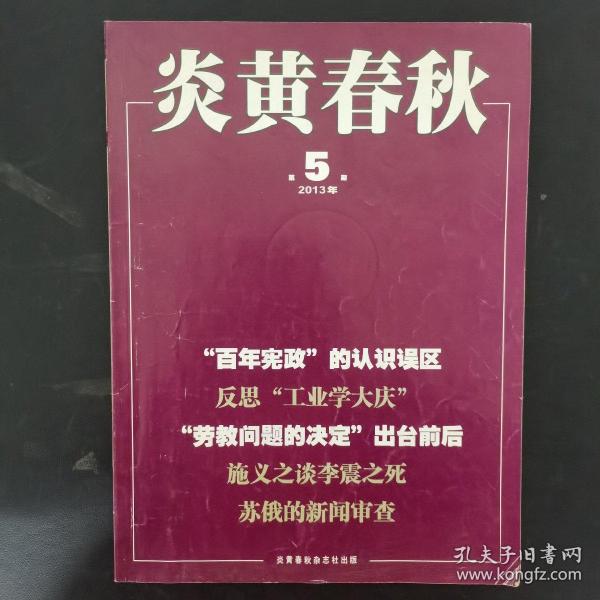 炎黄春秋
第5期
2013年
“百年宪政”的认识误区
反思“工业学大庆”
“劳教问题的决定”出台前后
施义之谈李震之死
苏俄的新闻审查
炎黄春秋杂志社出版
孔夫子旧书网
www.kongfz.com